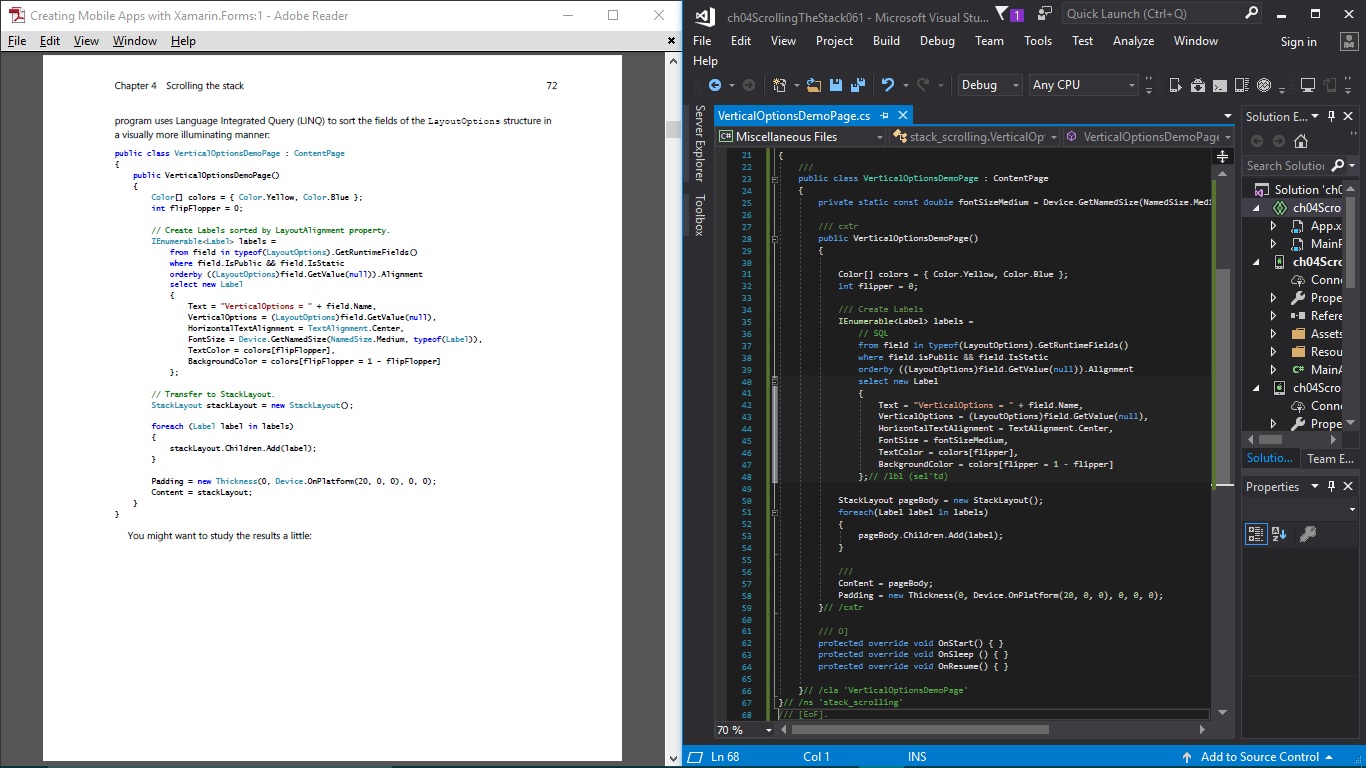 Creating Mobile Apps with Xamarin.Forms:1 - Adobe Reader
File Edit View Window Help
Chapter 4 Scrolling the stack 72
program uses Language Integrated Query (LINQ) to sort the fields of the LayoutOptions structure in
a visually more illuminating manner:
public class VerticalOptionsDemoPage : ContentPage
{
public VerticalOptionsDemoPage()
{
Color[] colors = { Color.Yellow, Color.Blue };
int flipFlopper = 0;
// Create Labels sorted by LayoutAlignment property.
IEnumerable<Label> labels =
from field in typeof(LayoutOptions).GetRuntimeFields()
where field.IsPublic && field.IsStatic
orderby ((LayoutOptions)field.GetValue(null)).Alignment
select new Label
{
Text = "VerticalOptions = " + field.Name,
VerticalOptions = (LayoutOptions)field.GetValue(null),
HorizontalTextAlignment = TextAlignment.Center,
FontSize = Device.GetNamedSize(NamedSize.Medium, typeof(Label)),
TextColor = colors[flipFlopper],
BackgroundColor = colors[flipFlopper = 1 - flipFlopper]
};
// Transfer to StackLayout.
StackLayout stackLayout = new StackLayout();
foreach (Label label in labels)
{
stackLayout.Children.Add(label);
}
Padding = new Thickness(0, Device.OnPlatform(20, 0, 0), 0, 0);
Content = stackLayout;
}
}
You might want to study the results a little:
ch04ScrollingTheStack061 - Microsoft Visual Stu... 1 Quick Launch (Ctrl+Q)
File Edit View Project Build Debug Team Tools Test Analyze Window Sign in
Help
Debug Any CPU
Server Explorer
Toolbox
VerticalOptionsDemoPage.cs
C# Miscellaneous Files stack_scrolling.VerticalOp VerticalOptionsDemoPage
21 {
22 ///
23 public class VerticalOptionsDemoPage : ContentPage
24 {
25 private static const double fontSizeMedium = Device.GetNamedSize(NamedSize.Medi
26
27 /// cxtr
28 public VerticalOptionsDemoPage()
29 {
30
31 Color[] colors = { Color.Yellow, Color.Blue };
32 int flipper = 0;
33
34 /// Create Labels
35 IEnumerable<Label> labels =
36 // SQL
37 from field in typeof(LayoutOptions).GetRuntimeFields()
38 where field.isPublic && field.IsStatic
39 orderby ((LayoutOptions)field.GetValue(null)).Alignment
40 select new Label
41 {
42 Text = "VerticalOptions = " + field.Name,
43 VerticalOptions = (LayoutOptions)field.GetValue(null),
44 HorizontalTextAlignment = TextAlignment.Center,
45 FontSize = fontSizeMedium,
46 TextColor = colors[flipper],
47 BackgroundColor = colors[flipper = 1 - flipper]
48 };// /lbl (sel'td)
49
50 StackLayout pageBody = new StackLayout();
51 foreach(Label label in labels)
52 {
53 pageBody.Children.Add(label);
54 }
55
56 ///
57 Content = pageBody;
58 Padding = new Thickness(0, Device.OnPlatform(20, 0, 0), 0, 0, 0);
59 }// /cxtr
60
61 /// O]
62 protected override void OnStart() { }
63 protected override void OnSleep () { }
64 protected override void OnResume() { }
65
66 }// /cla 'VerticalOptionsDemoPage'
67 }// /ns 'stack_scrolling'
68 /// [EoF].
70 %
Solution E...
Search Solution
Solution 'ch0
ch04Scro
App.x
MainP
ch04Scro
Conne
Prope
Refere
Assets
Resou
C# MainA
ch04Scro
Conne
Prope
Solutio... Team E...
Properties
Ln 68 Col 1 INS Add to Source Control